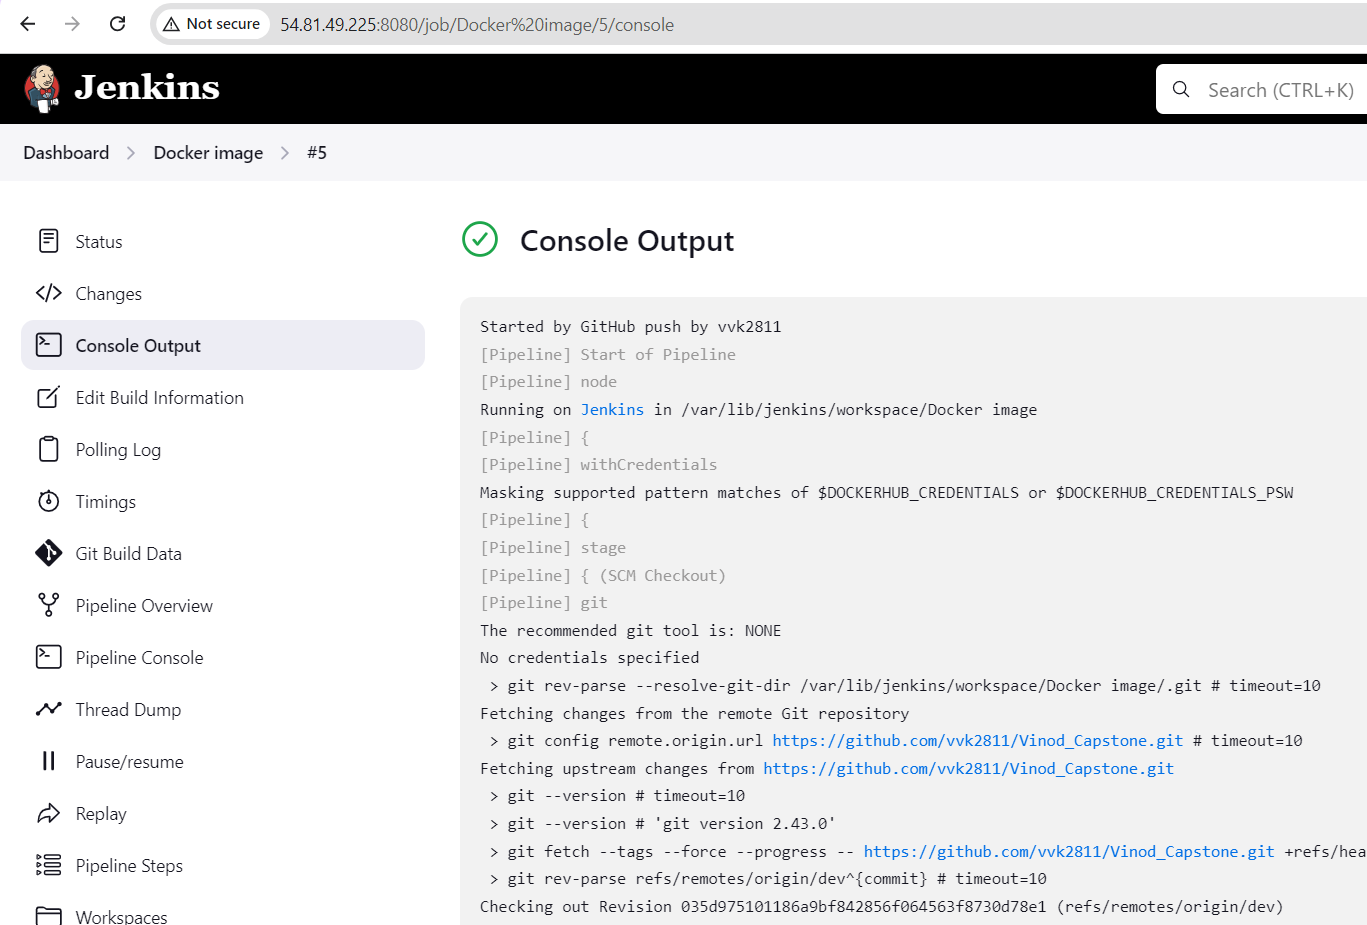 Not secure 54.81.49.225:8080/job/Docker%20image/5/console
Jenkins
Search (CTRL+K)
Dashboard > Docker image > #5
Status
Changes
Console Output
Edit Build Information
Polling Log
Timings
Git Build Data
Pipeline Overview
Pipeline Console
Thread Dump
Pause/resume
Replay
Pipeline Steps
Workspaces
Console Output
Started by GitHub push by vvk2811
[Pipeline] Start of Pipeline
[Pipeline] node
Running on Jenkins in /var/lib/jenkins/workspace/Docker image
[Pipeline] {
[Pipeline] withCredentials
Masking supported pattern matches of $DOCKERHUB_CREDENTIALS or $DOCKERHUB_CREDENTIALS_PSW
[Pipeline] {
[Pipeline] stage
[Pipeline] { (SCM Checkout)
[Pipeline] git
The recommended git tool is: NONE
No credentials specified
> git rev-parse --resolve-git-dir /var/lib/jenkins/workspace/Docker image/.git # timeout=10
Fetching changes from the remote Git repository
> git config remote.origin.url https://github.com/vvk2811/Vinod_Capstone.git # timeout=10
Fetching upstream changes from https://github.com/vvk2811/Vinod_Capstone.git
> git --version # timeout=10
> git --version # 'git version 2.43.0'
> git fetch --tags --force --progress -- https://github.com/vvk2811/Vinod_Capstone.git +refs/hea
> git rev-parse refs/remotes/origin/dev^{commit} # timeout=10
Checking out Revision 035d975101186a9bf842856f064563f8730d78e1 (refs/remotes/origin/dev)